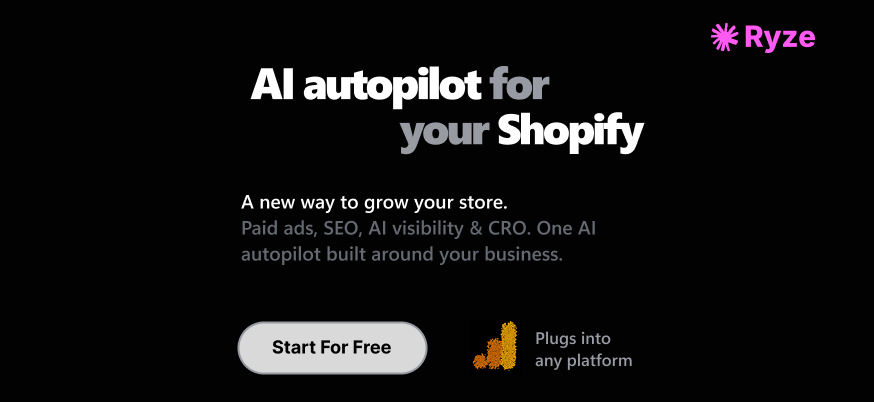 Ryze
AI autopilot for
your Shopify
A new way to grow your store.
Paid ads, SEO, AI visibility & CRO. One AI
autopilot built around your business.
Start For Free
Plugs into
any platform